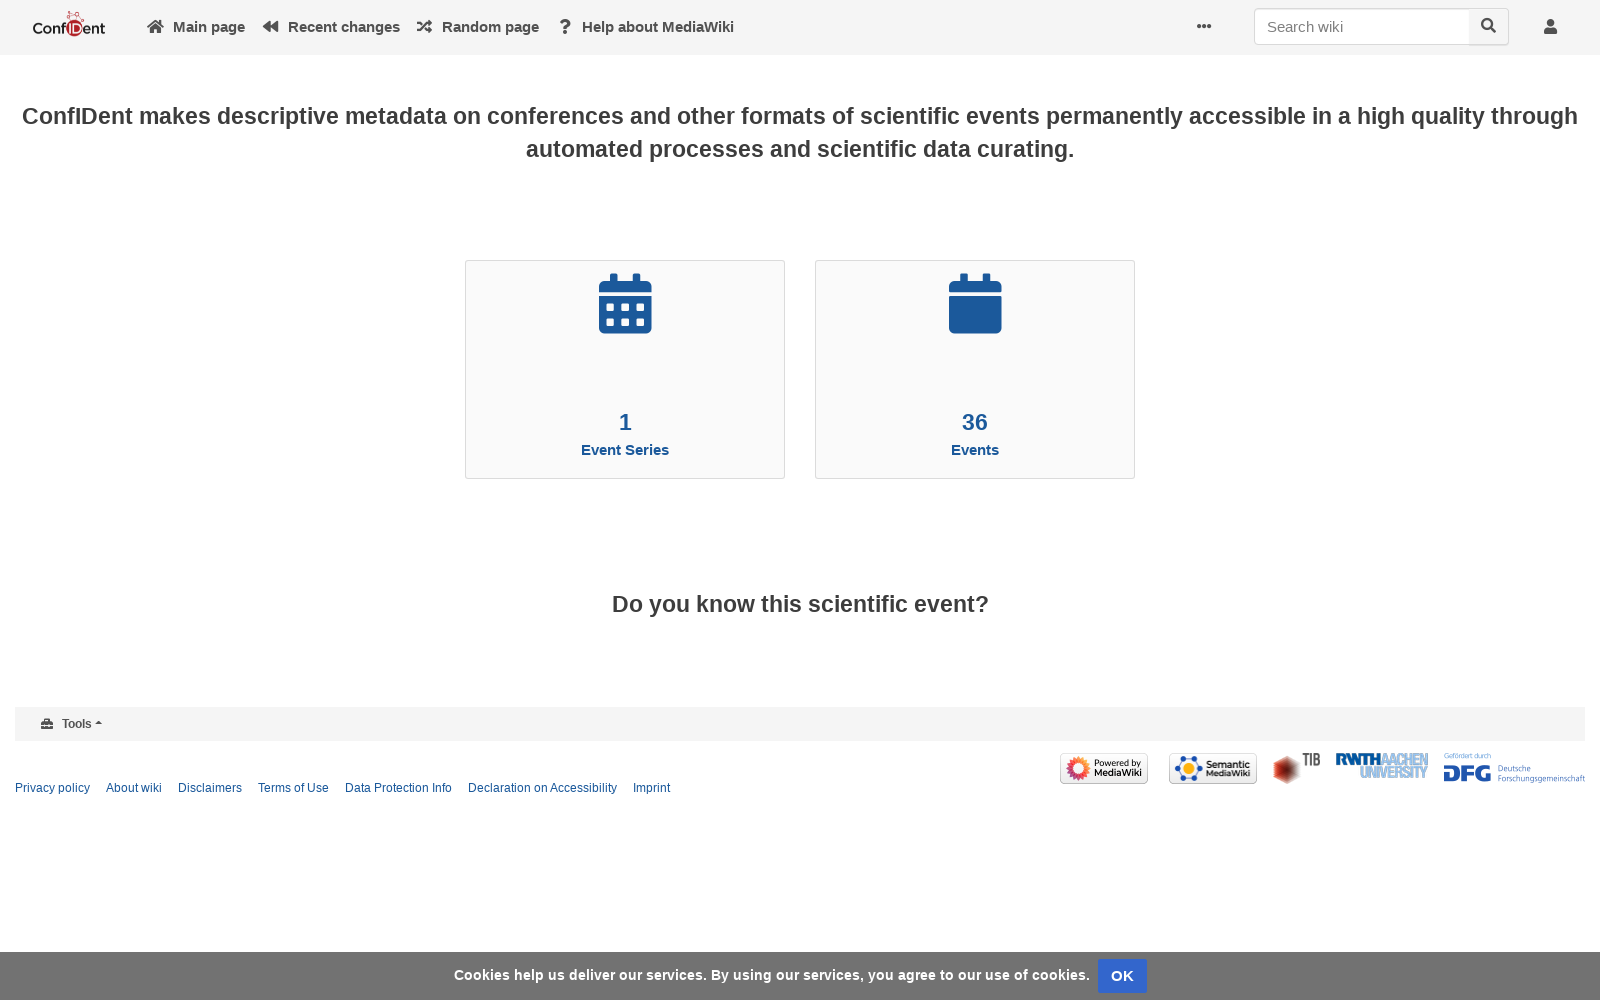 ConfIDent
Main page
Recent changes
Random page
Help about MediaWiki
Search wiki
ConfIDent makes descriptive metadata on conferences and other formats of scientific events permanently accessible in a high quality through
automated processes and scientific data curating.
1
Event Series
36
Events
Do you know this scientific event?
Tools
Powered by
MediaWiki
Semantic
MediaWiki
TIB
RWTHAACHEN
UNIVERSITY
Gefördert durch
DFG
Deutsche
Forschungsgemeinschaft
Privacy policy
About wiki
Disclaimers
Terms of Use
Data Protection Info
Declaration on Accessibility
Imprint
Cookies help us deliver our services. By using our services, you agree to our use of cookies.
OK